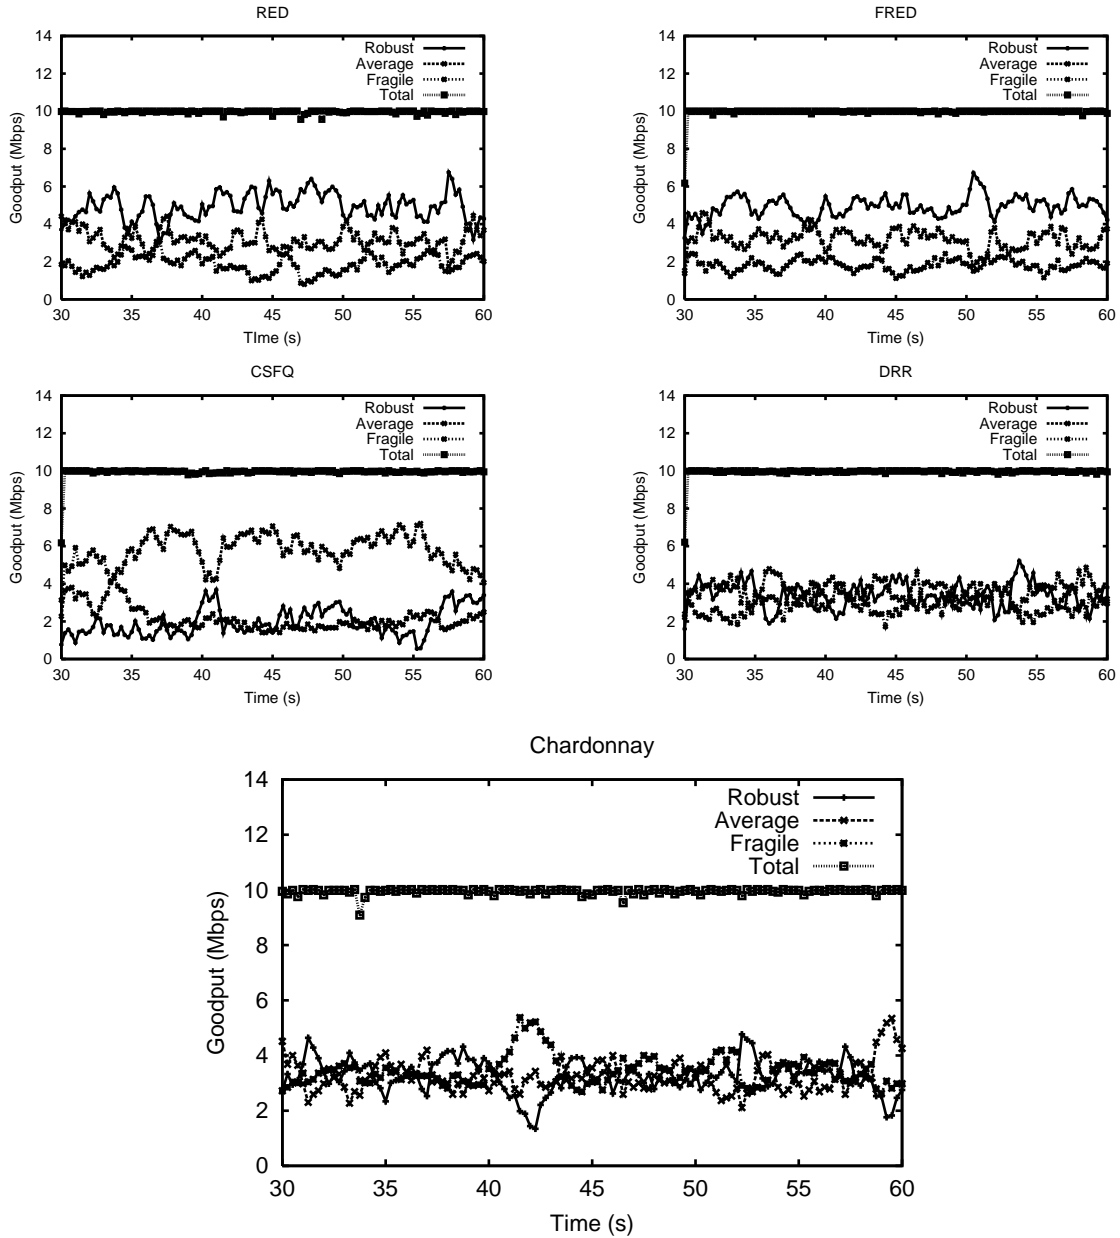 RED
14
12
10
8
6
4
2
0
30 35 40 45 50 55 60
Goodput (Mbps)
TIme (s)
Robust
Average
Fragile
Total
FRED
14
12
10
8
6
4
2
0
30 35 40 45 50 55 60
Goodput (Mbps)
Time (s)
Robust
Average
Fragile
Total
CSFQ
14
12
10
8
6
4
2
0
30 35 40 45 50 55 60
Goodput (Mbps)
Time (s)
Robust
Average
Fragile
Total
DRR
14
12
10
8
6
4
2
0
30 35 40 45 50 55 60
Goodput (Mbps)
Time (s)
Robust
Average
Fragile
Total
Chardonnay
14
12
10
8
6
4
2
0
30 35 40 45 50 55 60
Goodput (Mbps)
Time (s)
Robust
Average
Fragile
Total